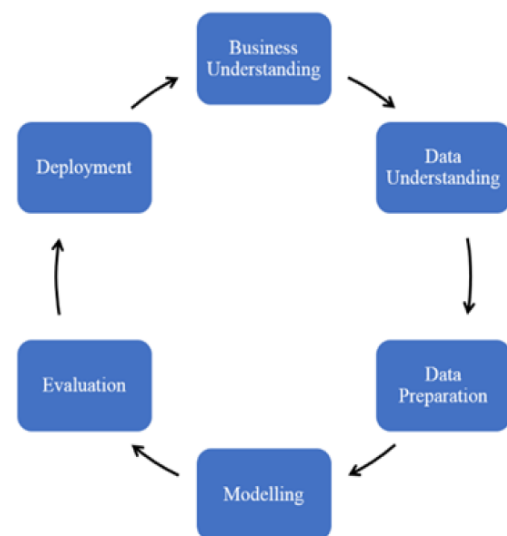 Business
Understanding
Data
Understanding
Data
Preparation
Modelling
Evaluation
Deployment